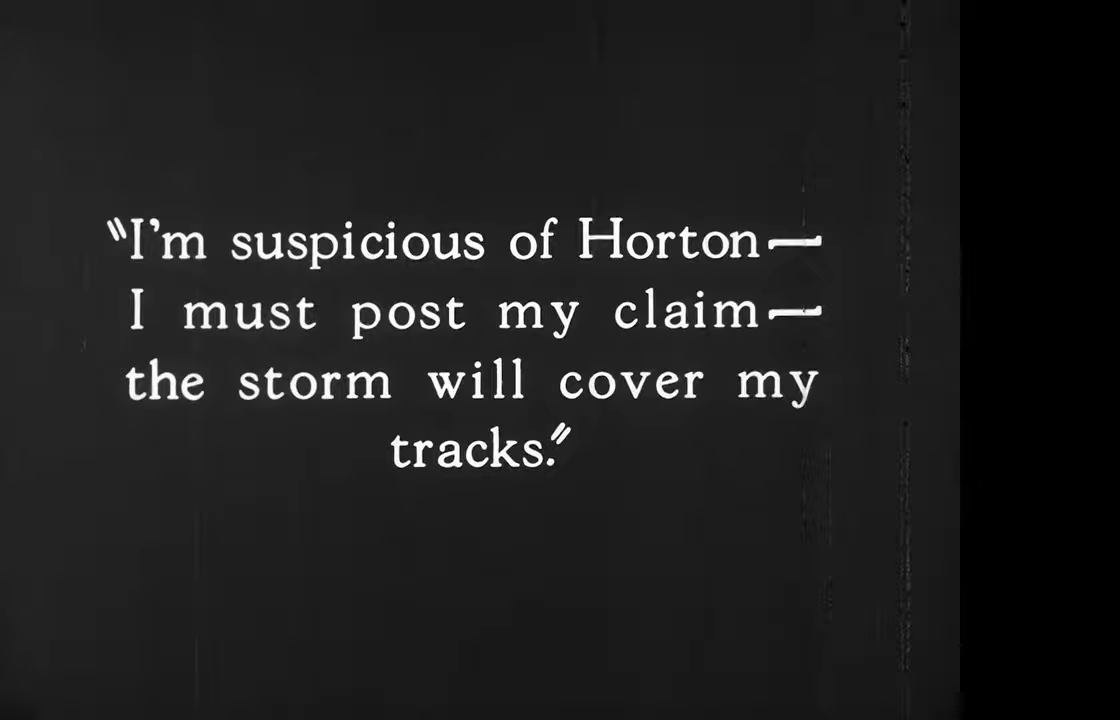 "I'm suspicious of Horton—
I must post my claim—
the storm will cover my
tracks."